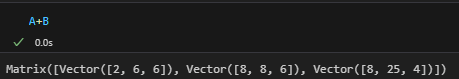 A+B
0.0s
Matrix([Vector([2, 6, 6]), Vector([8, 8, 6]), Vector([8, 25, 4])])